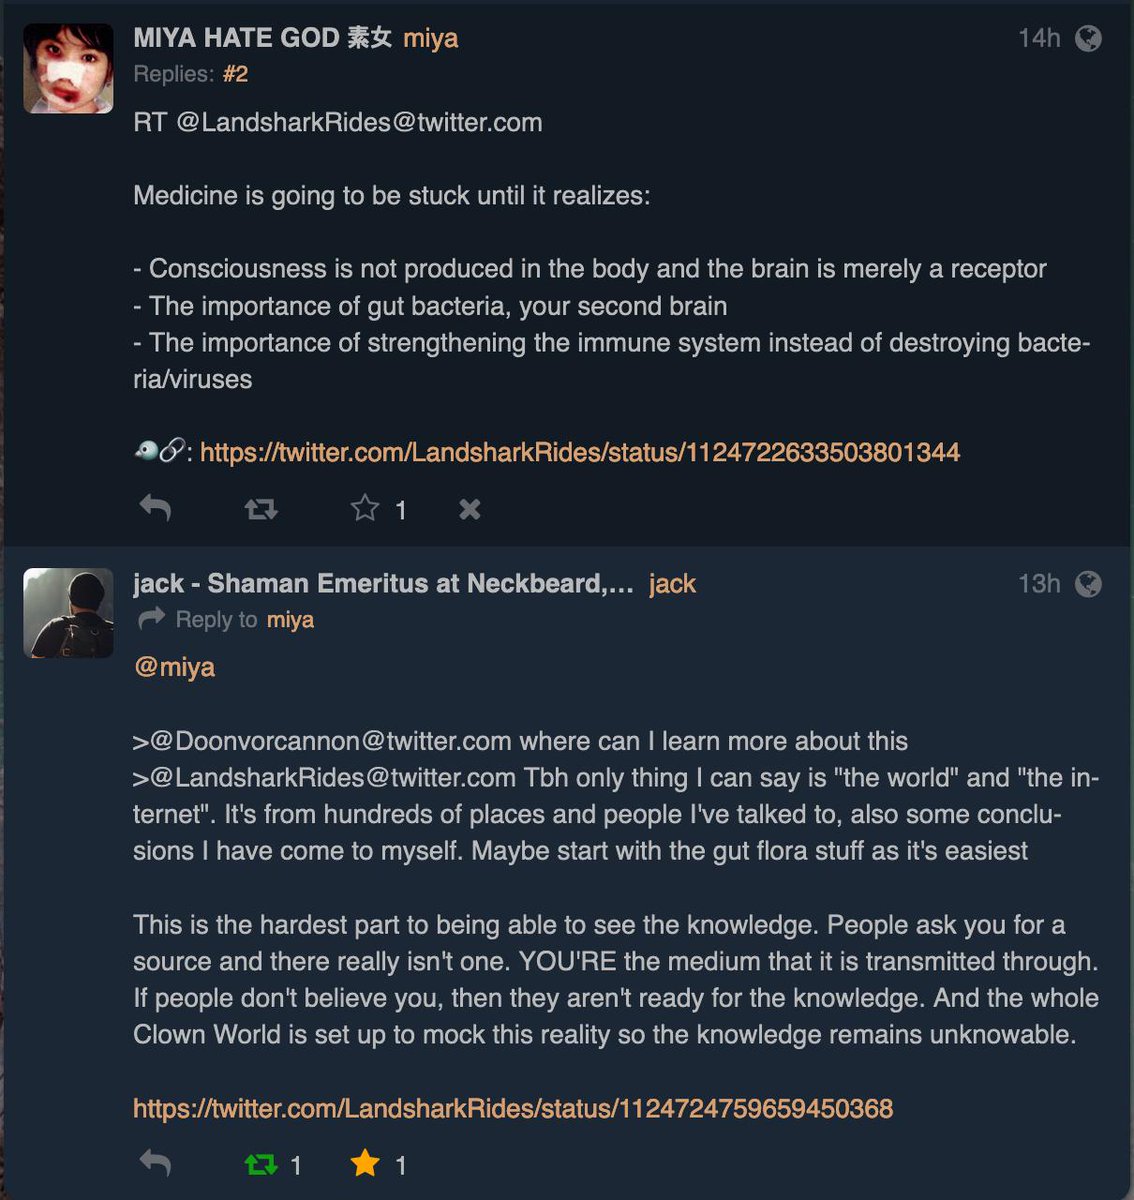 MIYA HATE GOD 素女 miya 14h
Replies: #2
RT @LandsharkRides@twitter.com
Medicine is going to be stuck until it realizes:
- Consciousness is not produced in the body and the brain is merely a receptor
- The importance of gut bacteria, your second brain
- The importance of strengthening the immune system instead of destroying bacte-
ria/viruses
: https://twitter.com/LandsharkRides/status/1124722633503801344
1
jack - Shaman Emeritus at Neckbeard,... jack 13h
Reply to miya
@miya
>@Doonvorcannon@twitter.com where can I learn more about this
>@LandsharkRides@twitter.com Tbh only thing I can say is "the world" and "the in-
ternet". It's from hundreds of places and people I've talked to, also some conclu-
sions I have come to myself. Maybe start with the gut flora stuff as it's easiest
This is the hardest part to being able to see the knowledge. People ask you for a
source and there really isn't one. YOU'RE the medium that it is transmitted through.
If people don't believe you, then they aren't ready for the knowledge. And the whole
Clown World is set up to mock this reality so the knowledge remains unknowable.
https://twitter.com/LandsharkRides/status/1124724759659450368
1 1